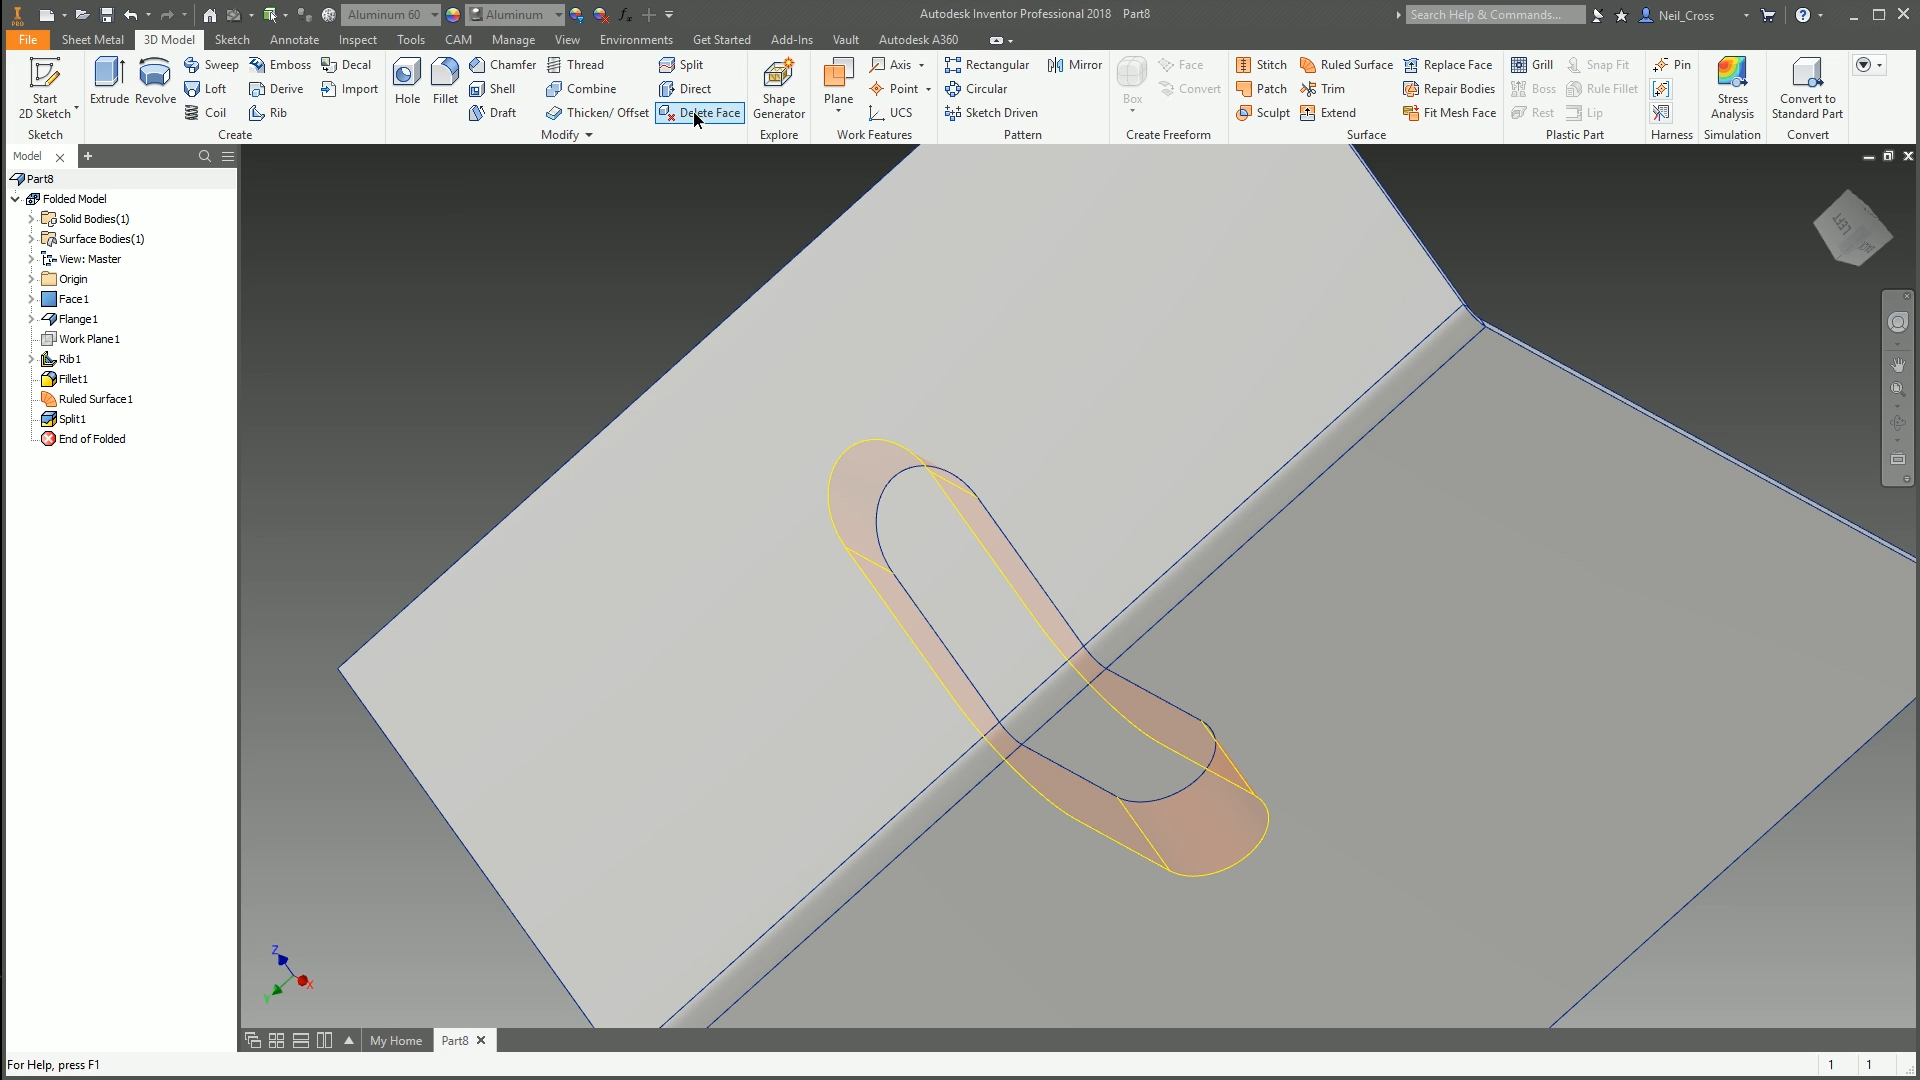 Aluminum 60
Aluminum
Autodesk Inventor Professional 2018 Part8
Search Help & Commands...
Neil_Cross
File
Sheet Metal
3D Model
Sketch
Annotate
Inspect
Tools
CAM
Manage
View
Environments
Get Started
Add-Ins
Vault
Autodesk A360
Start
2D Sketch
Sketch
Extrude
Revolve
Sweep
Emboss
Decal
Loft
Derive
Import
Coil
Rib
Create
Hole
Fillet
Chamfer
Thread
Split
Shell
Combine
Direct
Draft
Thicken/ Offset
Delete Face
Modify
Shape
Generator
Explore
Plane
Axis
Point
UCS
Work Features
Rectangular
Mirror
Circular
Sketch Driven
Pattern
Box
Face
Convert
Create Freeform
Stitch
Ruled Surface
Replace Face
Patch
Trim
Repair Bodies
Sculpt
Extend
Fit Mesh Face
Surface
Grill
Snap Fit
Boss
Rule Fillet
Rest
Lip
Plastic Part
Pin
Harness
Stress
Analysis
Simulation
Convert to
Standard Part
Convert
Model
Part8
Folded Model
Solid Bodies(1)
Surface Bodies(1)
View: Master
Origin
Face1
Flange1
Work Plane1
Rib1
Fillet1
Ruled Surface1
Split1
End of Folded
LEFT
Z
X
Y
My Home
Part8
For Help, press F1
1
1